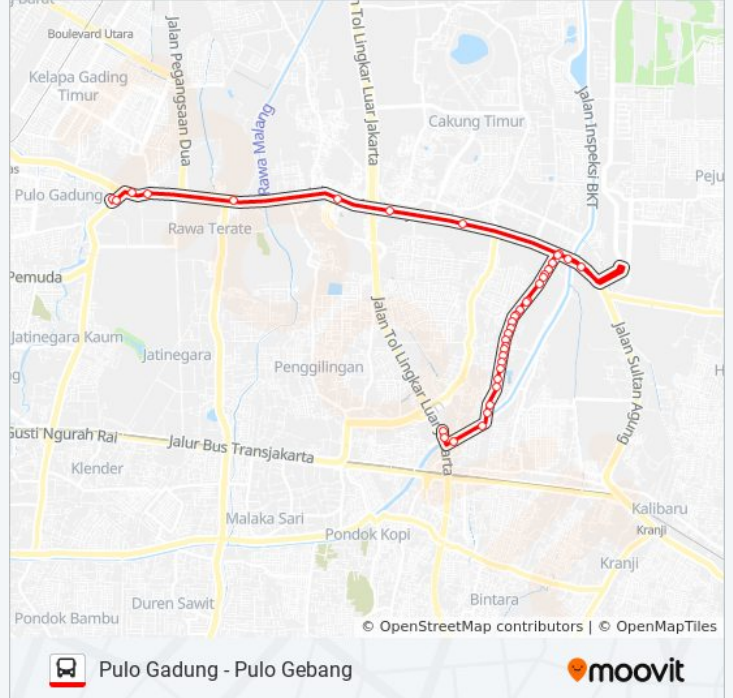 Boulevard Utara
Kelapa Gading
Timur
Jalan Pegangsaan Dua
Rawa Malang
Jalan Tol Lingkar Luar Jakarta
Cakung Timur
Jalan Inspeksi BKT
Pulo Gadung
Rawa Terate
Pemuda
Jatinegara Kaum
Jatinegara
Penggilingan
Jalan Tol Lingkar Luar Jakarta
Jalan Sultan Agung
Gusti Ngurah Rai
Jalur Bus Transjakarta
Klender
Malaka Sari
Pondok Kopi
Kalibaru
Kranji
Kranji
Duren Sawit
Bintara
Pondok Bambu
© OpenStreetMap contributors | © OpenMapTiles
Pulo Gadung - Pulo Gebang
moovit